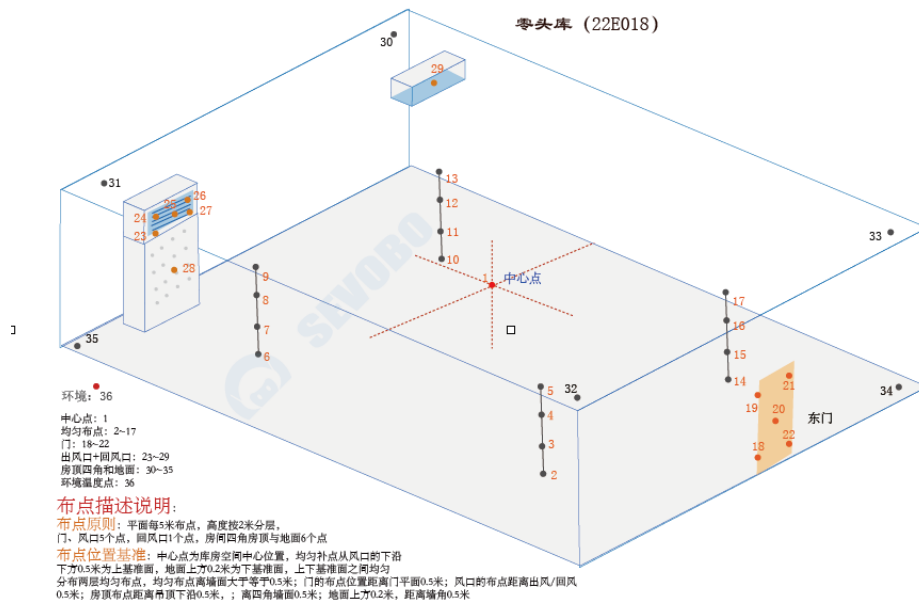 零头库 (22E018)
30
29
31
26
25
24
27
23
28
13
12
11
10
1
中心点
33
9
8
7
6
17
16
15
14
35
5
4
3
2
32
34
21
19
20
18
22
东门
SIVOBO
环境: 36
中心点: 1
均匀布点: 2~17
门: 18~22
出风口+回风口: 23~29
房顶四角和地面: 30~35
环境温度点: 36
布点描述说明:
布点原则: 平面每5米布点, 高度按2米分层,
门、风口5个点, 回风口1个点, 房间四角房顶与地面6个点
布点位置基准: 中心点为库房空间中心位置, 均匀补点从风口的下沿
下方0.5米为上基准面, 地面上方0.2米为下基准面, 上下基准面之间均匀
分布两层均匀布点, 均匀布点离墙面大于等于0.5米; 门的布点位置距离门平面0.5米; 风口的布点距离出风/回风
0.5米; 房顶布点距离吊顶下沿0.5米, ; 离四角墙面0.5米; 地面上方0.2米, 距离墙角0.5米